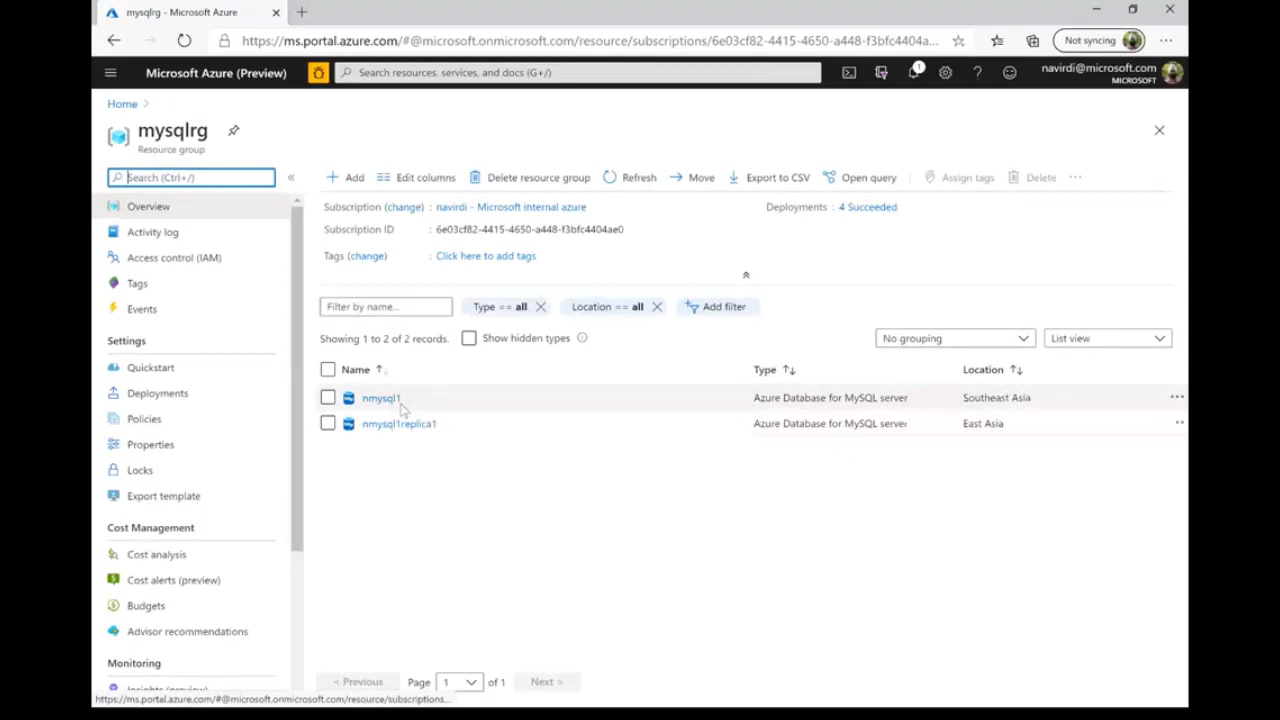 mysqlrg - Microsoft Azure
https://ms.portal.azure.com/#@microsoft.onmicrosoft.com/resource/subscriptions/6e03cf82-4415-4650-a448-f3bfc4404a...
Not syncing
Microsoft Azure (Preview)
Search resources, services, and docs (G+/)
1
navirdi@microsoft.com
MICROSOFT
Home
mysqlrg
Resource group
Search (Ctrl+/)
Add
Edit columns
Delete resource group
Refresh
Move
Export to CSV
Open query
Assign tags
Delete
Overview
Activity log
Access control (IAM)
Tags
Events
Settings
Quickstart
Deployments
Policies
Properties
Locks
Export template
Cost Management
Cost analysis
Cost alerts (preview)
Budgets
Advisor recommendations
Monitoring
Insights (preview)
Subscription (change) : navirdi - Microsoft internal azure
Deployments : 4 Succeeded
Subscription ID : 6e03cf82-4415-4650-a448-f3bfc4404ae0
Tags (change) : Click here to add tags
Filter by name...
Type == all
Location == all
Add filter
Showing 1 to 2 of 2 records.
Show hidden types
No grouping
List view
Name
Type
Location
nmysql1 Azure Database for MySQL server Southeast Asia
nmysql1replica1 Azure Database for MySQL server East Asia
< Previous
Page 1 of 1
Next >
https://ms.portal.azure.com/#@microsoft.onmicrosoft.com/resource/subscriptions...